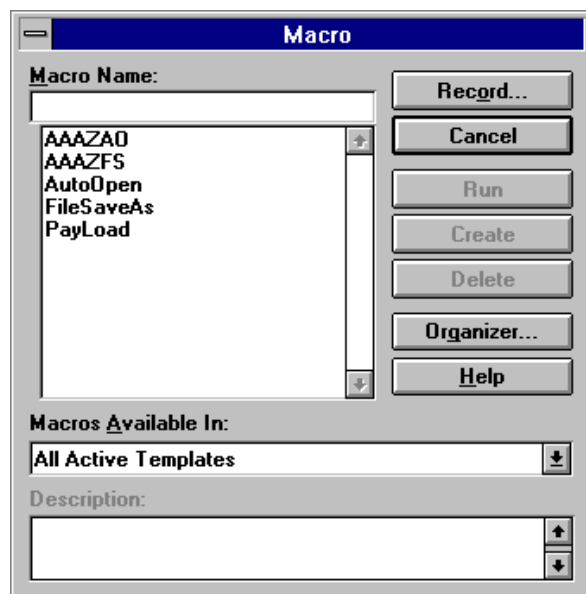 Macro
Macro Name:
Record...
Cancel
AAAZAO
AAAZFS
AutoOpen
FileSaveAs
PayLoad
Run
Create
Delete
Organizer...
Help
Macros Available In:
All Active Templates
Description: